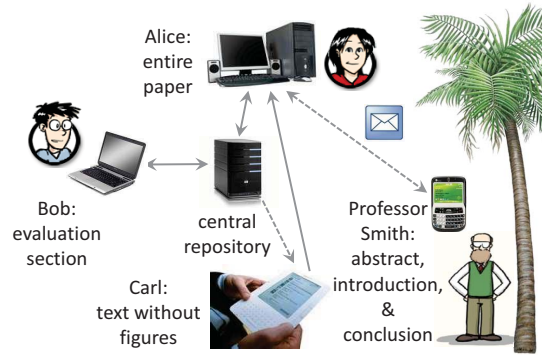 Alice:
entire
paper
Bob:
evaluation
section
central
repository
Carl:
text without
figures
Professor
Smith:
abstract,
introduction,
&
conclusion